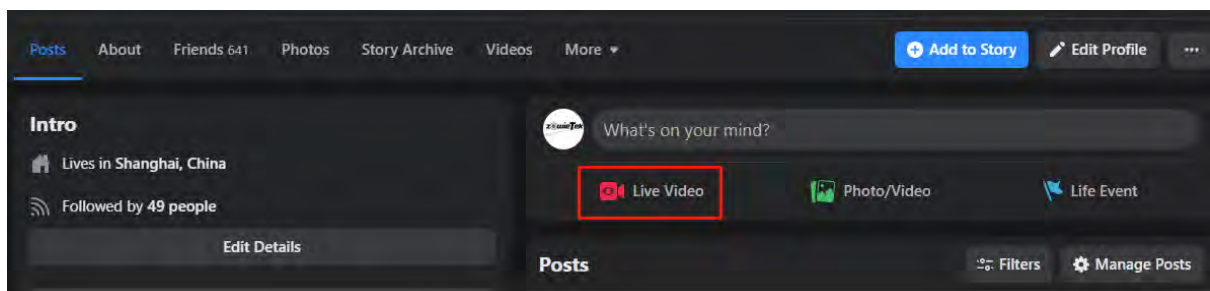 Posts About Friends 641 Photos Story Archive Videos More
Add to Story Edit Profile
Intro
Lives in Shanghai, China
Followed by 49 people
Edit Details
zowieTek
What's on your mind?
Live Video Photo/Video Life Event
Posts Filters Manage Posts